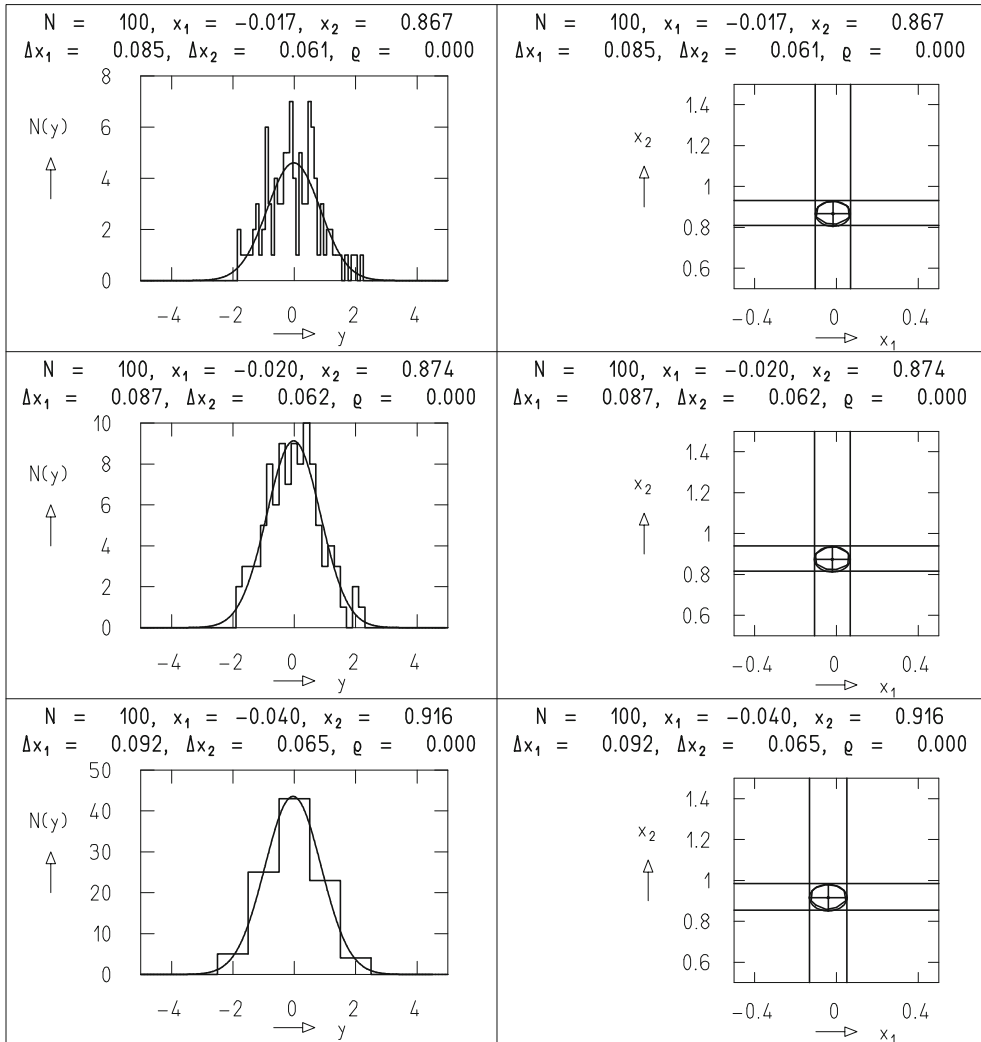 N = 100, x₁ = −0.017, x₂ = 0.867
Δx₁ = 0.085, Δx₂ = 0.061, ϱ = 0.000
8
N(y)
6
4
2
0
−4 −2 0 2 4
y
N = 100, x₁ = −0.017, x₂ = 0.867
Δx₁ = 0.085, Δx₂ = 0.061, ϱ = 0.000
x₂
1.4
1.2
1
0.8
0.6
−0.4 0 0.4
x₁
N = 100, x₁ = −0.020, x₂ = 0.874
Δx₁ = 0.087, Δx₂ = 0.062, ϱ = 0.000
10
N(y)
8
6
4
2
0
−4 −2 0 2 4
y
N = 100, x₁ = −0.020, x₂ = 0.874
Δx₁ = 0.087, Δx₂ = 0.062, ϱ = 0.000
x₂
1.4
1.2
1
0.8
0.6
−0.4 0 0.4
x₁
N = 100, x₁ = −0.040, x₂ = 0.916
Δx₁ = 0.092, Δx₂ = 0.065, ϱ = 0.000
50
N(y)
40
30
20
10
0
−4 −2 0 2 4
y
N = 100, x₁ = −0.040, x₂ = 0.916
Δx₁ = 0.092, Δx₂ = 0.065, ϱ = 0.000
x₂
1.4
1.2
1
0.8
0.6
−0.4 0 0.4
x₁